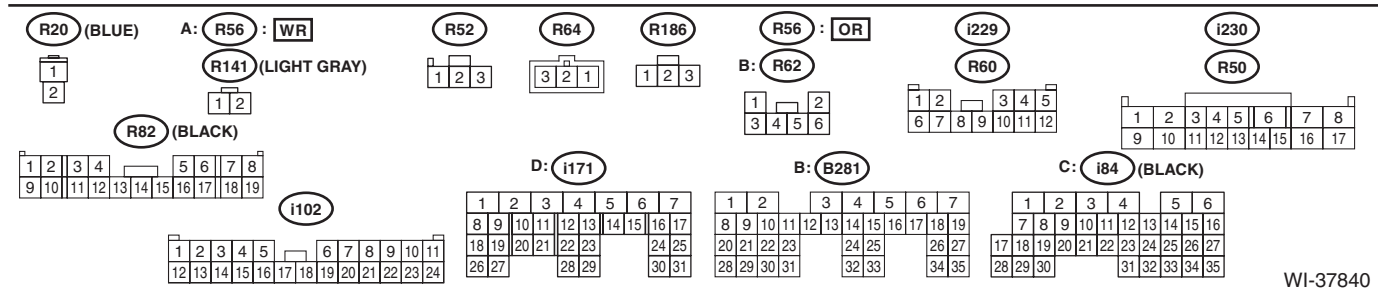 R20 (BLUE) A: R56 : WR R52 R64 R186 R56 : OR i229 i230
R141 (LIGHT GRAY) B: R62 R60 R50
1
2
1 2
1 2 3
3 2 1
1 2 3
1 2
3 4 5 6
1 2 3 4 5
6 7 8 9 10 11 12
1 2 3 4 5 6 7 8
9 10 11 12 13 14 15 16 17
R82 (BLACK)
1 2 3 4 5 6 7 8
9 10 11 12 13 14 15 16 17 18 19
i102
1 2 3 4 5 6 7 8 9 10 11
12 13 14 15 16 17 18 19 20 21 22 23 24
D: i171
1 2 3 4 5 6 7
8 9 10 11 12 13 14 15 16 17
18 19 20 21 22 23 24 25
26 27 28 29 30 31
B: B281
1 2 3 4 5 6 7
8 9 10 11 12 13 14 15 16 17 18 19
20 21 22 23 24 25 26 27
28 29 30 31 32 33 34 35
C: i84 (BLACK)
1 2 3 4 5 6
7 8 9 10 11 12 13 14 15 16
17 18 19 20 21 22 23 24 25 26 27
28 29 30 31 32 33 34 35
WI-37840